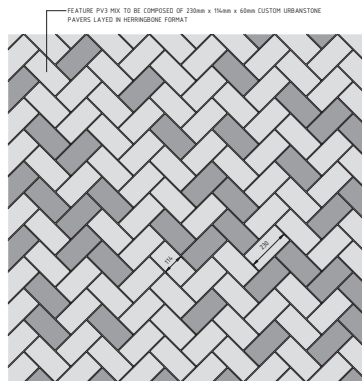 FEATURE PV3 MIX TO BE COMPOSED OF 230mm x 114mm x 60mm CUSTOM URBANSTONE
PAVERS LAYED IN HERRINGBONE FORMAT
230
114